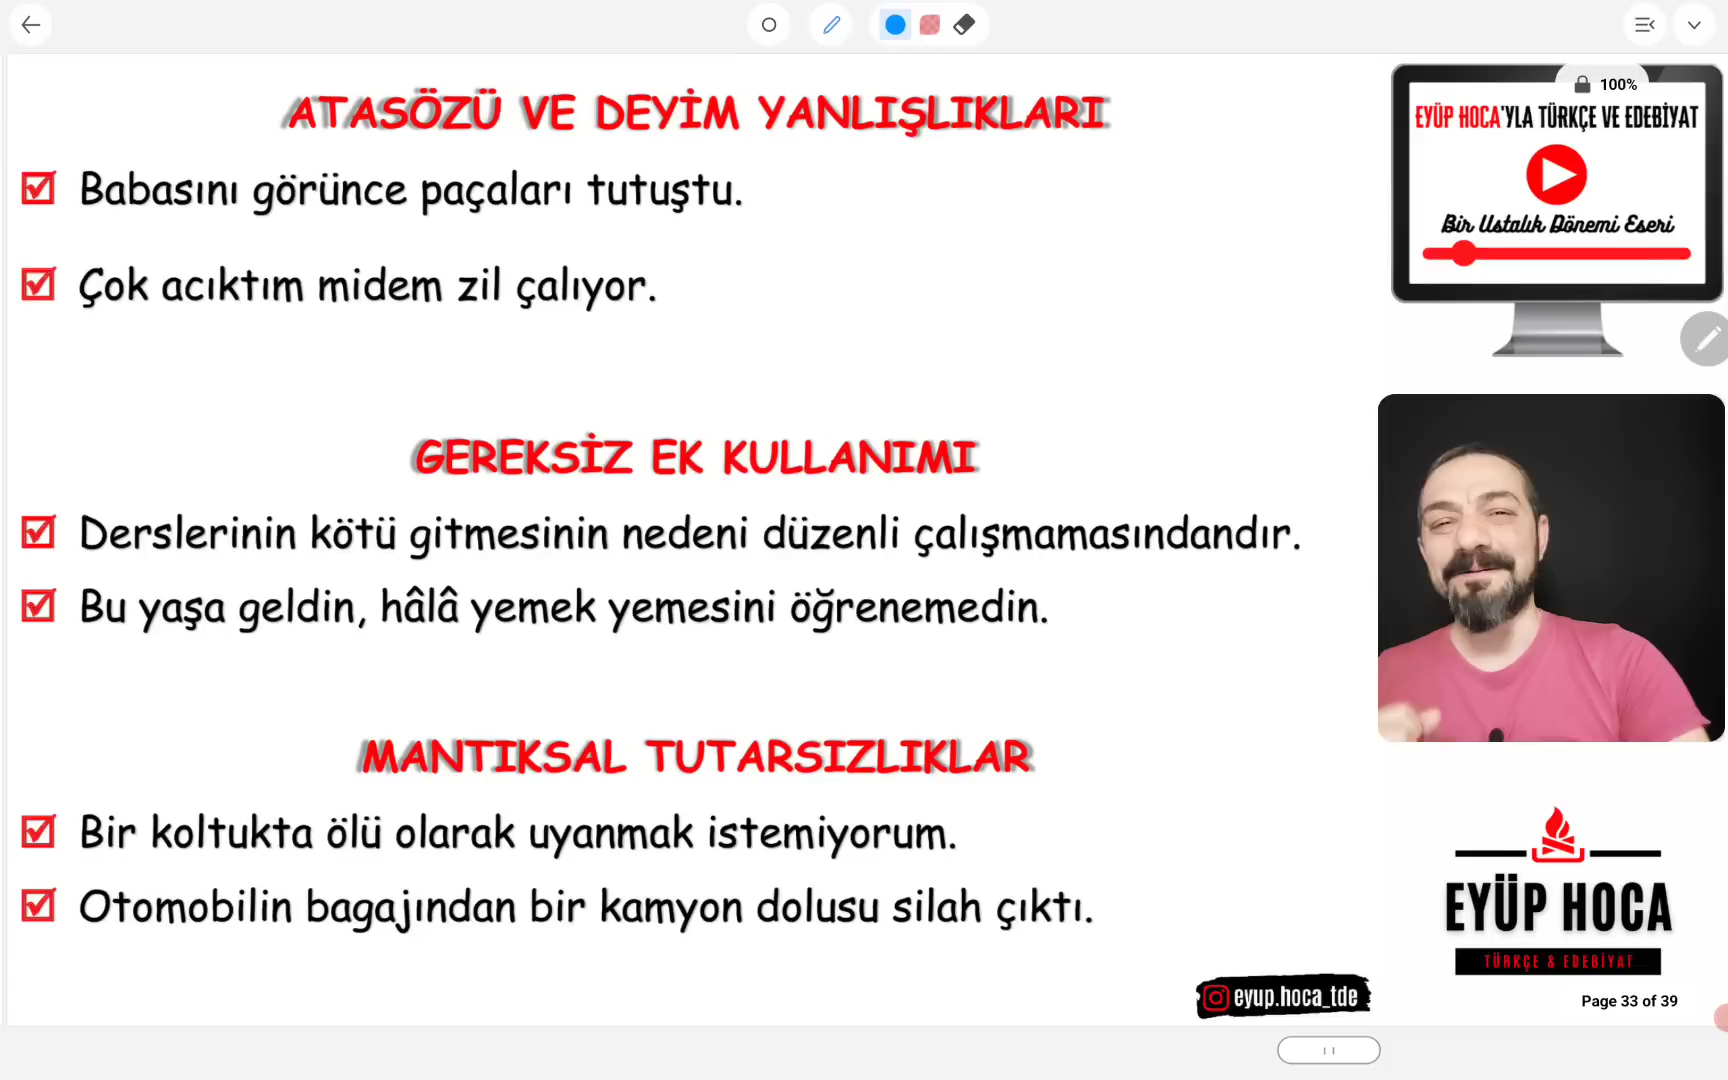 100%
EYÜP HOCA'YLA TÜRKÇE VE EDEBİYAT
Bir Ustalık Dönemi Eseri
ATASÖZÜ VE DEYİM YANLIŞLIKLARI
Babasını görünce paçaları tutuştu.
Çok acıktım midem zil çalıyor.
GEREKSİZ EK KULLANIMI
Derslerinin kötü gitmesinin nedeni düzenli çalışmamasındandır.
Bu yaşa geldin, hâlâ yemek yemesini öğrenemedin.
MANTIKSAL TUTARSIZLIKLAR
Bir koltukta ölü olarak uyanmak istemiyorum.
Otomobilin bagajından bir kamyon dolusu silah çıktı.
EYÜP HOCA
TÜRKÇE & EDEBİYAT
eyup.hoca_tde
Page 33 of 39